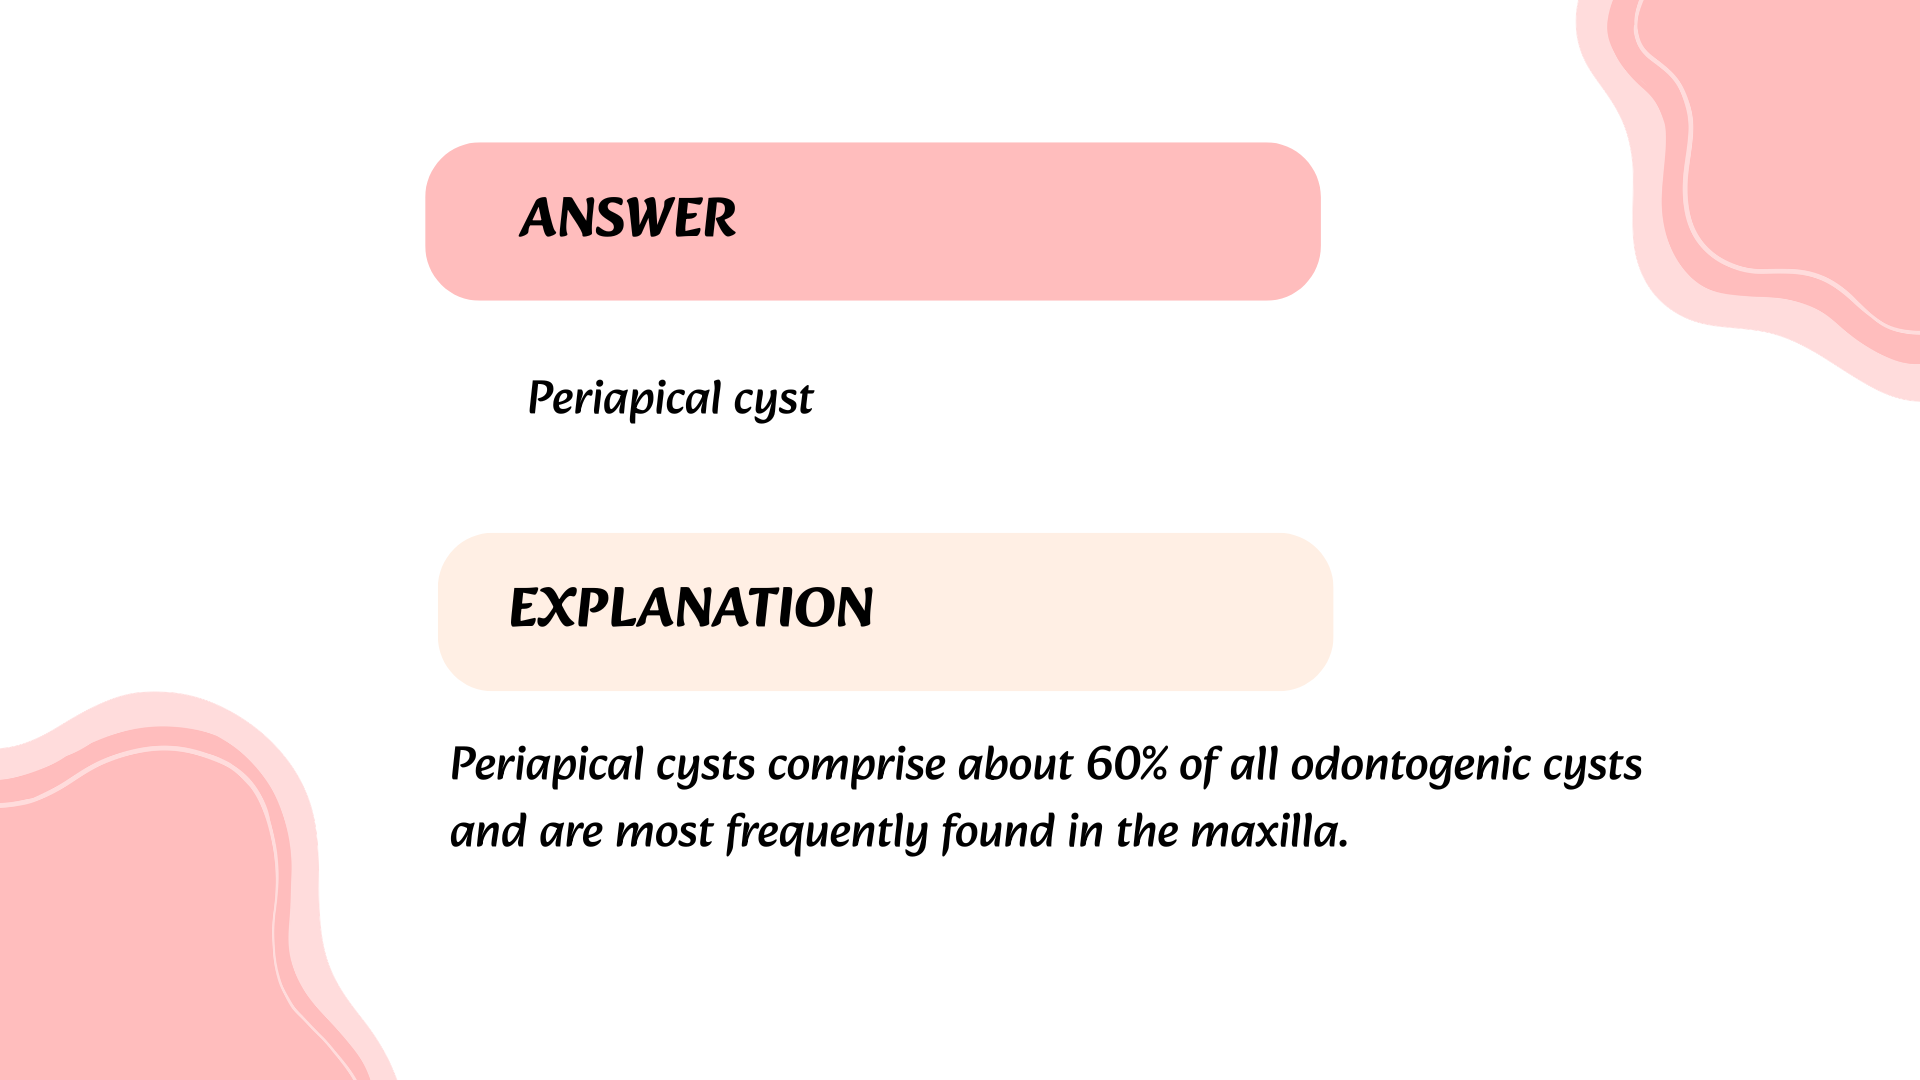 ANSWER
Periapical cyst
EXPLANATION
Periapical cysts comprise about 60% of all odontogenic cysts
and are most frequently found in the maxilla.